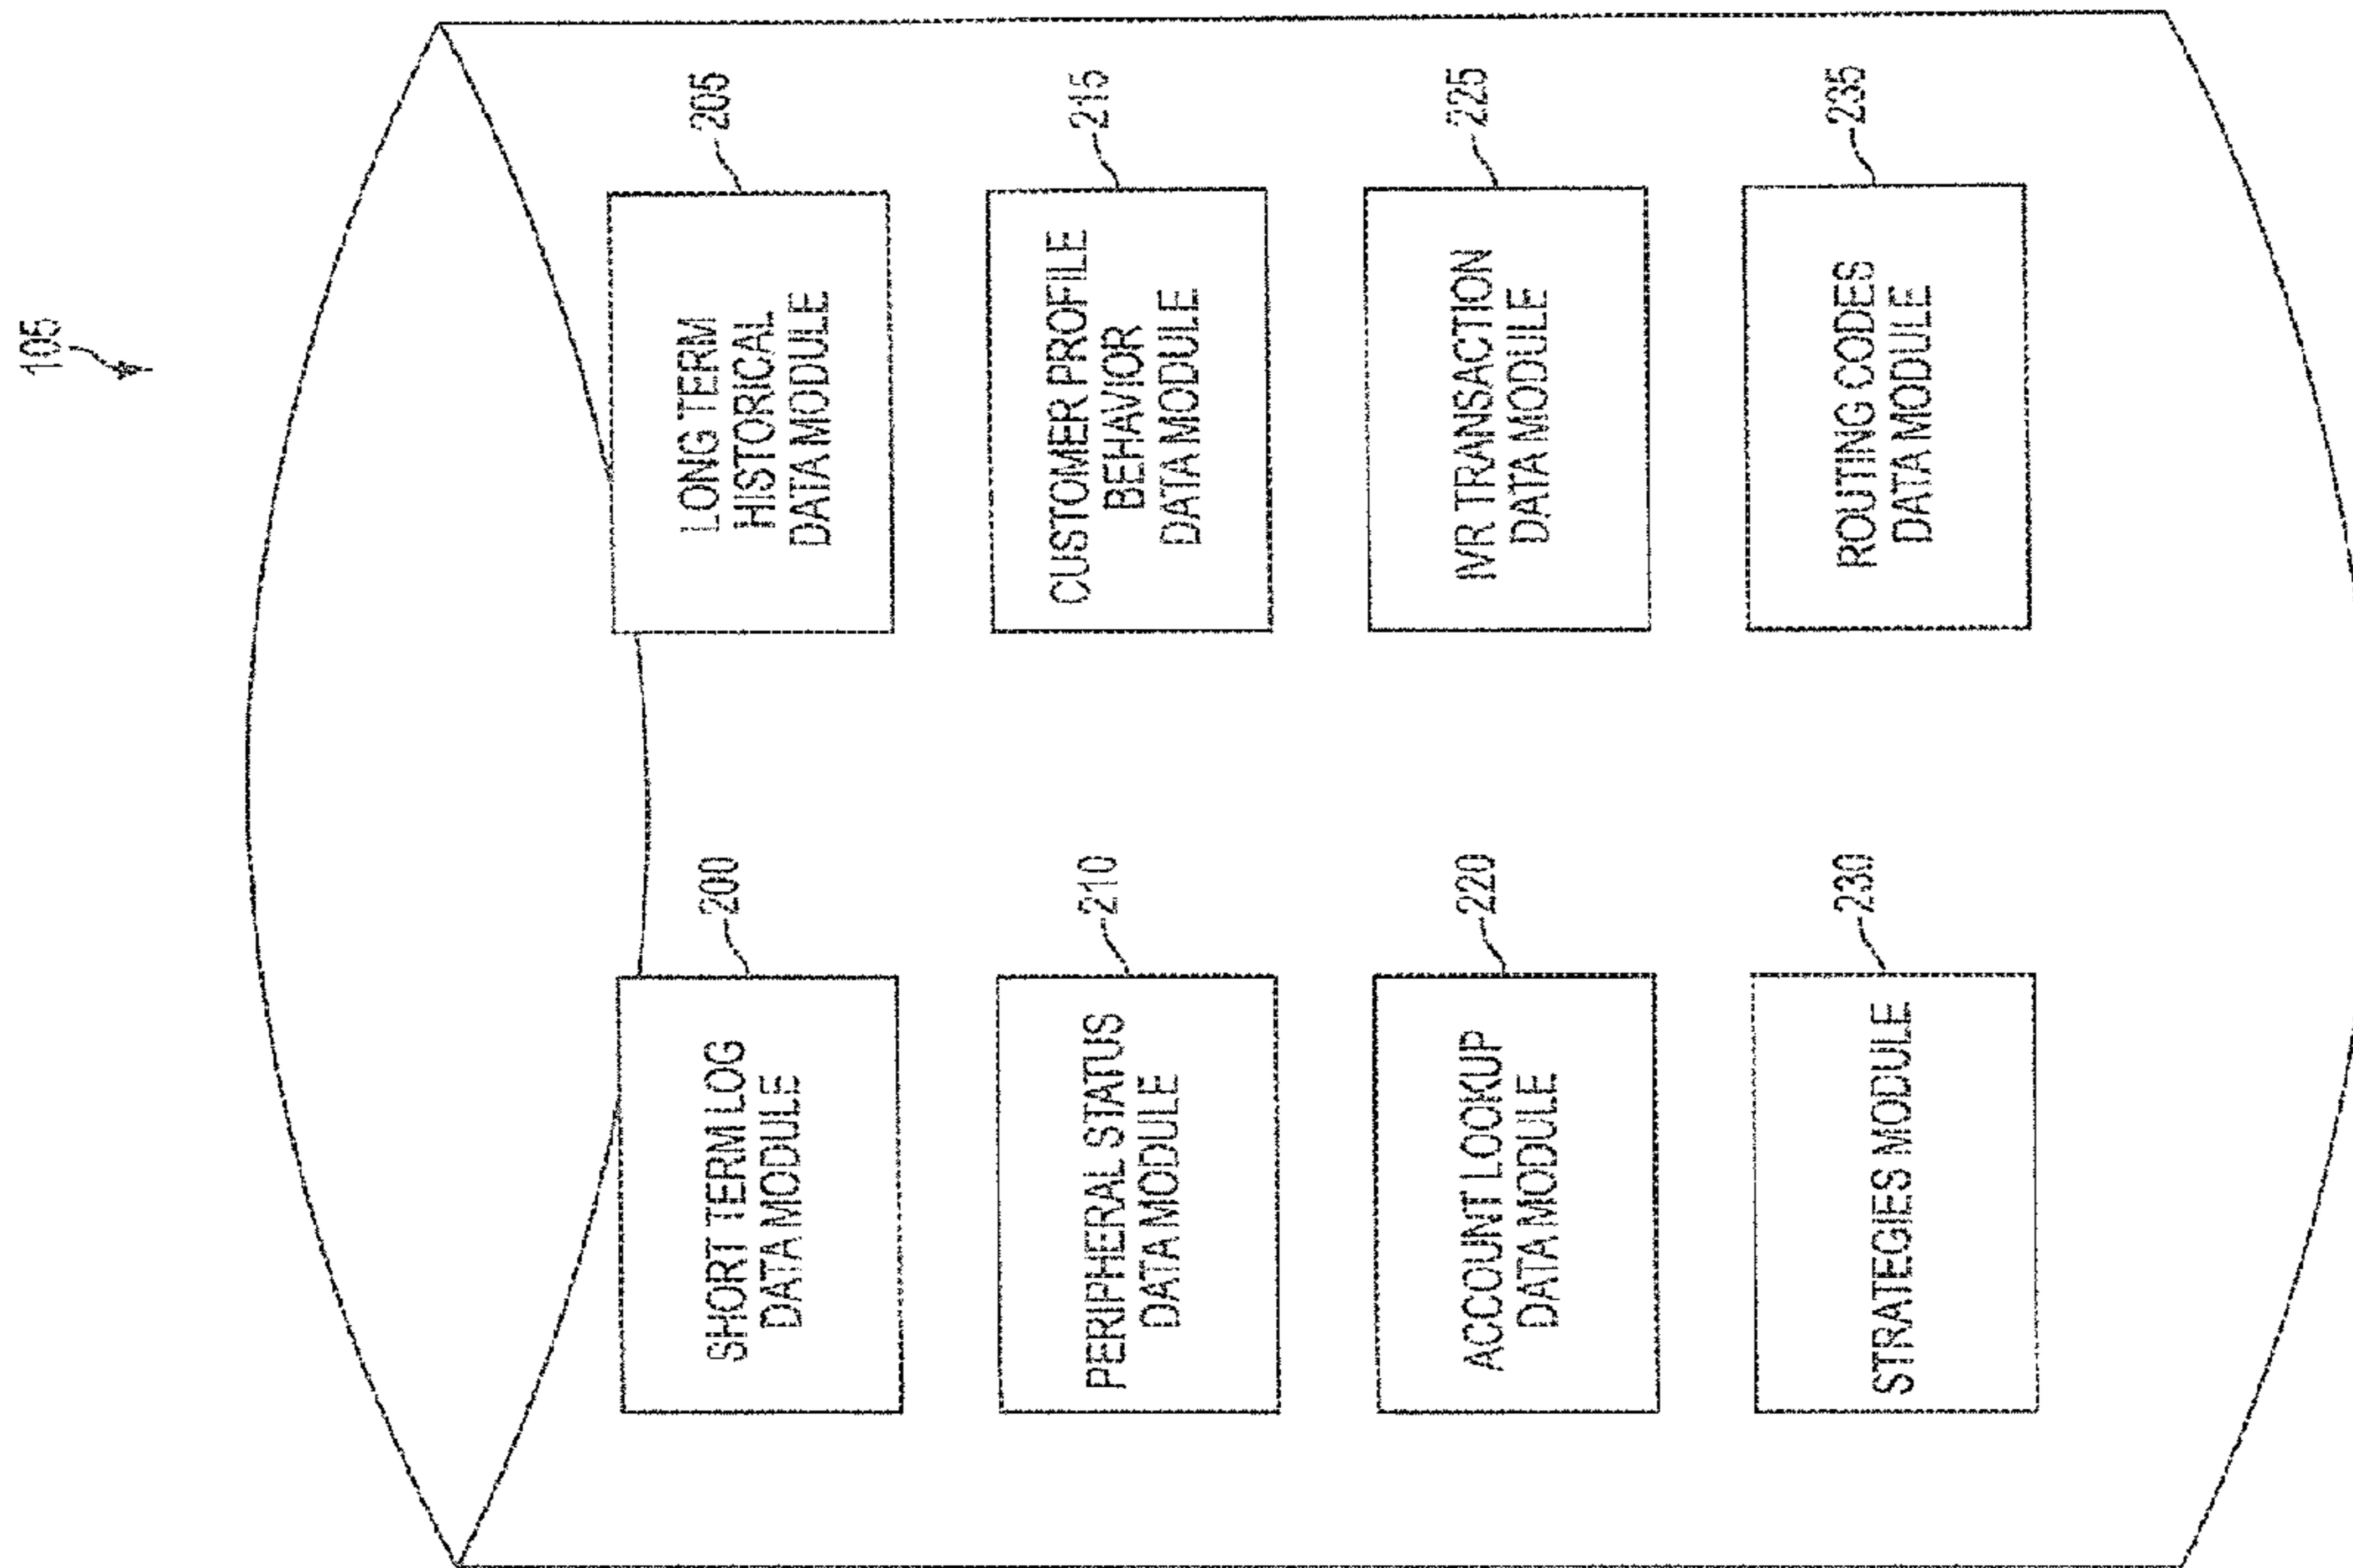 105
SHORT TERM LOG
DATA MODULE
200
LONG TERM
HISTORICAL
DATA MODULE
205
PERIPHERAL STATUS
DATA MODULE
210
CUSTOMER PROFILE
BEHAVIOR
DATA MODULE
215
ACCOUNT LOOKUP
DATA MODULE
220
IVR TRANSACTION
DATA MODULE
225
STRATEGIES MODULE
230
ROUTING CODES
DATA MODULE
235